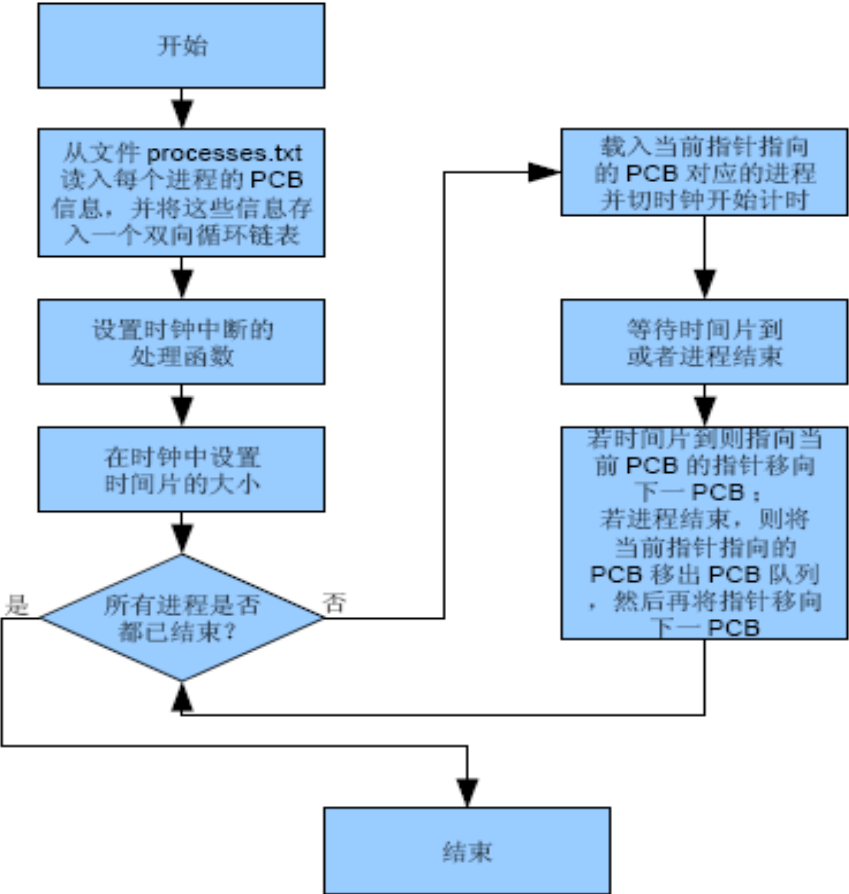 开始
从文件 processes.txt
读入每个进程的 PCB
信息，并将这些信息存
入一个双向循环链表
设置时钟中断的
处理函数
在时钟中设置
时间片的大小
所有进程是否
都已结束？
是
否
载入当前指针指向
的 PCB 对应的进程
并切时钟开始计时
等待时间片到
或者进程结束
若时间片到则指向当
前 PCB 的指针移向
下一 PCB；
若进程结束，则将
当前指针指向的
PCB 移出 PCB 队列
，然后再将指针移向
下一 PCB
结束